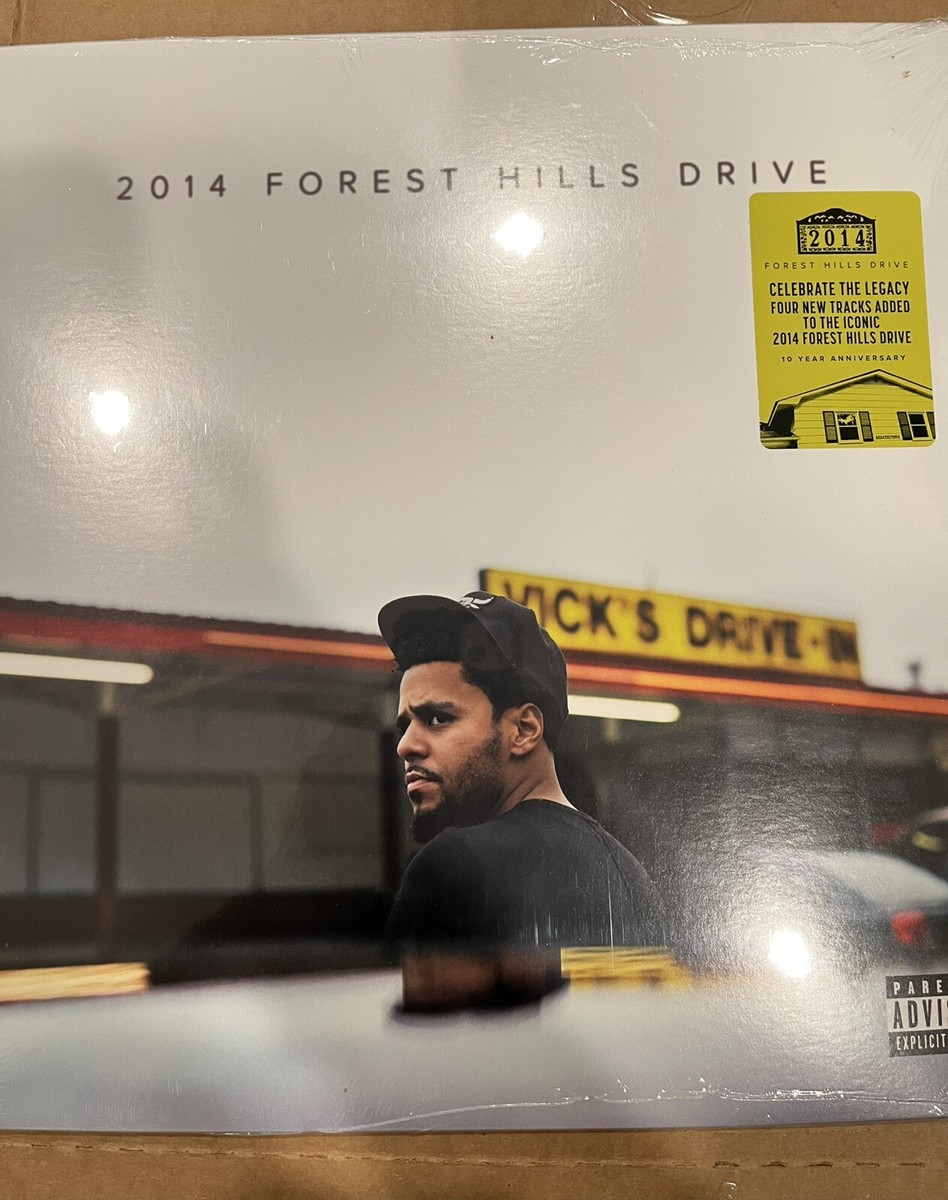 2014 FOREST HILLS DRIVE
2014
FOREST HILLS DRIVE
CELEBRATE THE LEGACY
FOUR NEW TRACKS ADDED
TO THE ICONIC
2014 FOREST HILLS DRIVE
10 YEAR ANNIVERSARY
VICK'S DRIVE-IN
PARE
ADVI
EXPLICIT